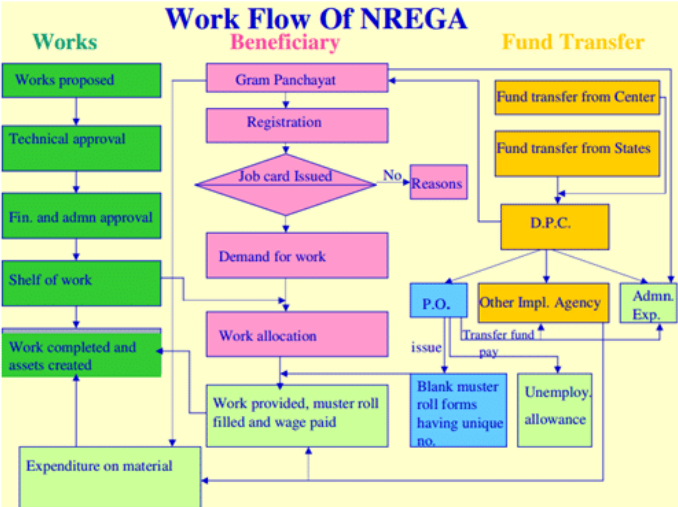 Work Flow Of NREGA
Works
Beneficiary
Fund Transfer
Works proposed
Technical approval
Fin. and admn approval
Shelf of work
Work completed and
assets created
Expenditure on material
Gram Panchayat
Registration
Job card Issued
No
Reasons
Demand for work
Work allocation
Work provided, muster roll
filled and wage paid
Fund transfer from Center
Fund transfer from States
D.P.C.
P.O.
Other Impl. Agency
Admn.
Exp.
Transfer fund
issue
pay
Blank muster
roll forms
having unique
no.
Unemploy.
allowance